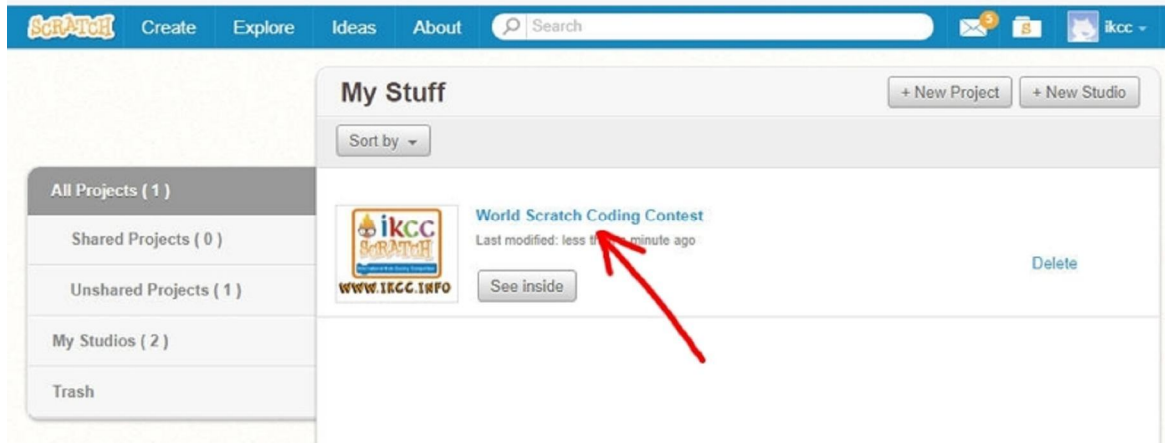 SCRATCH Create Explore Ideas About Search 5 S ikcc
My Stuff + New Project + New Studio
Sort by
All Projects ( 1 )
Shared Projects ( 0 )
Unshared Projects ( 1 )
My Studios ( 2 )
Trash
ikcc
SCRATCH
WWW.IKCC.INFO
World Scratch Coding Contest
Last modified: less minute ago
See inside
Delete